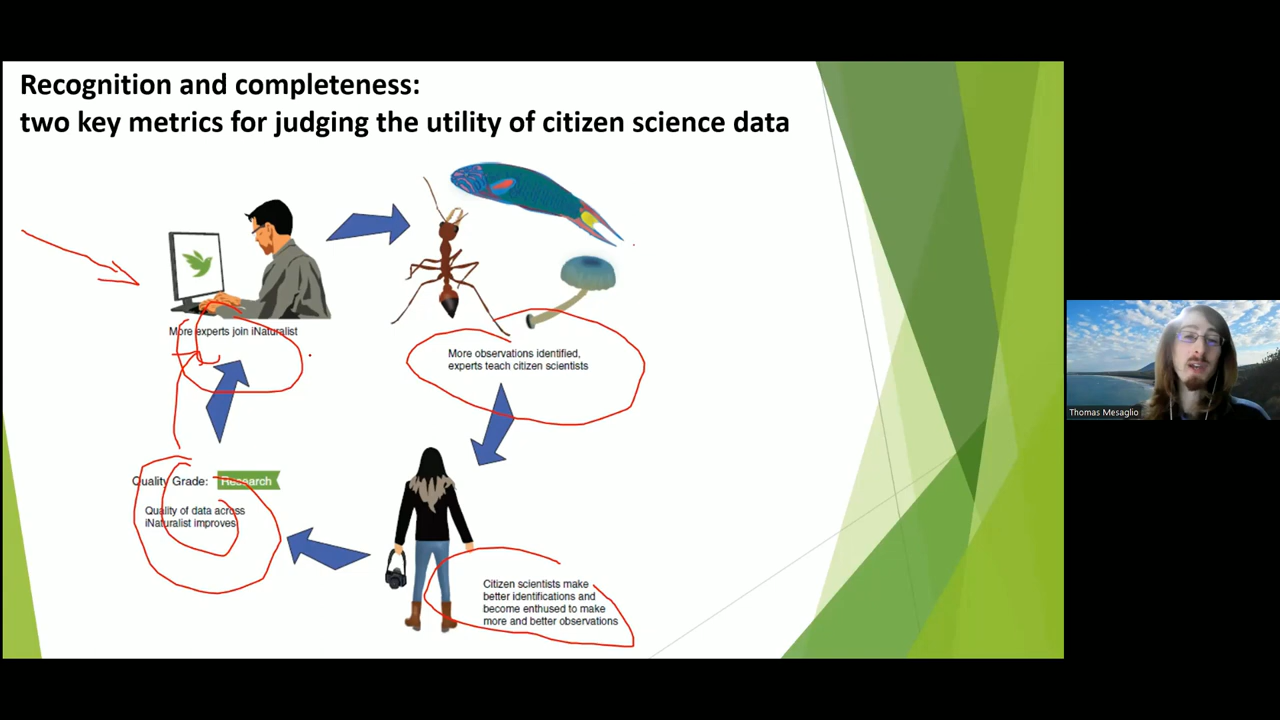 Recognition and completeness:
two key metrics for judging the utility of citizen science data
More experts join iNaturalist
More observations identified,
experts teach citizen scientists
Thomas Mesaglio
Quality Grade: Research
Quality of data across
iNaturalist improves
Citizen scientists make
better identifications and
become enthused to make
more and better observations